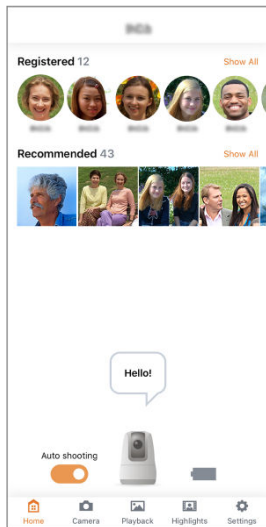 Registered 12 Show All
Recommended 43 Show All
Hello!
Auto shooting
Home Camera Playback Highlights Settings